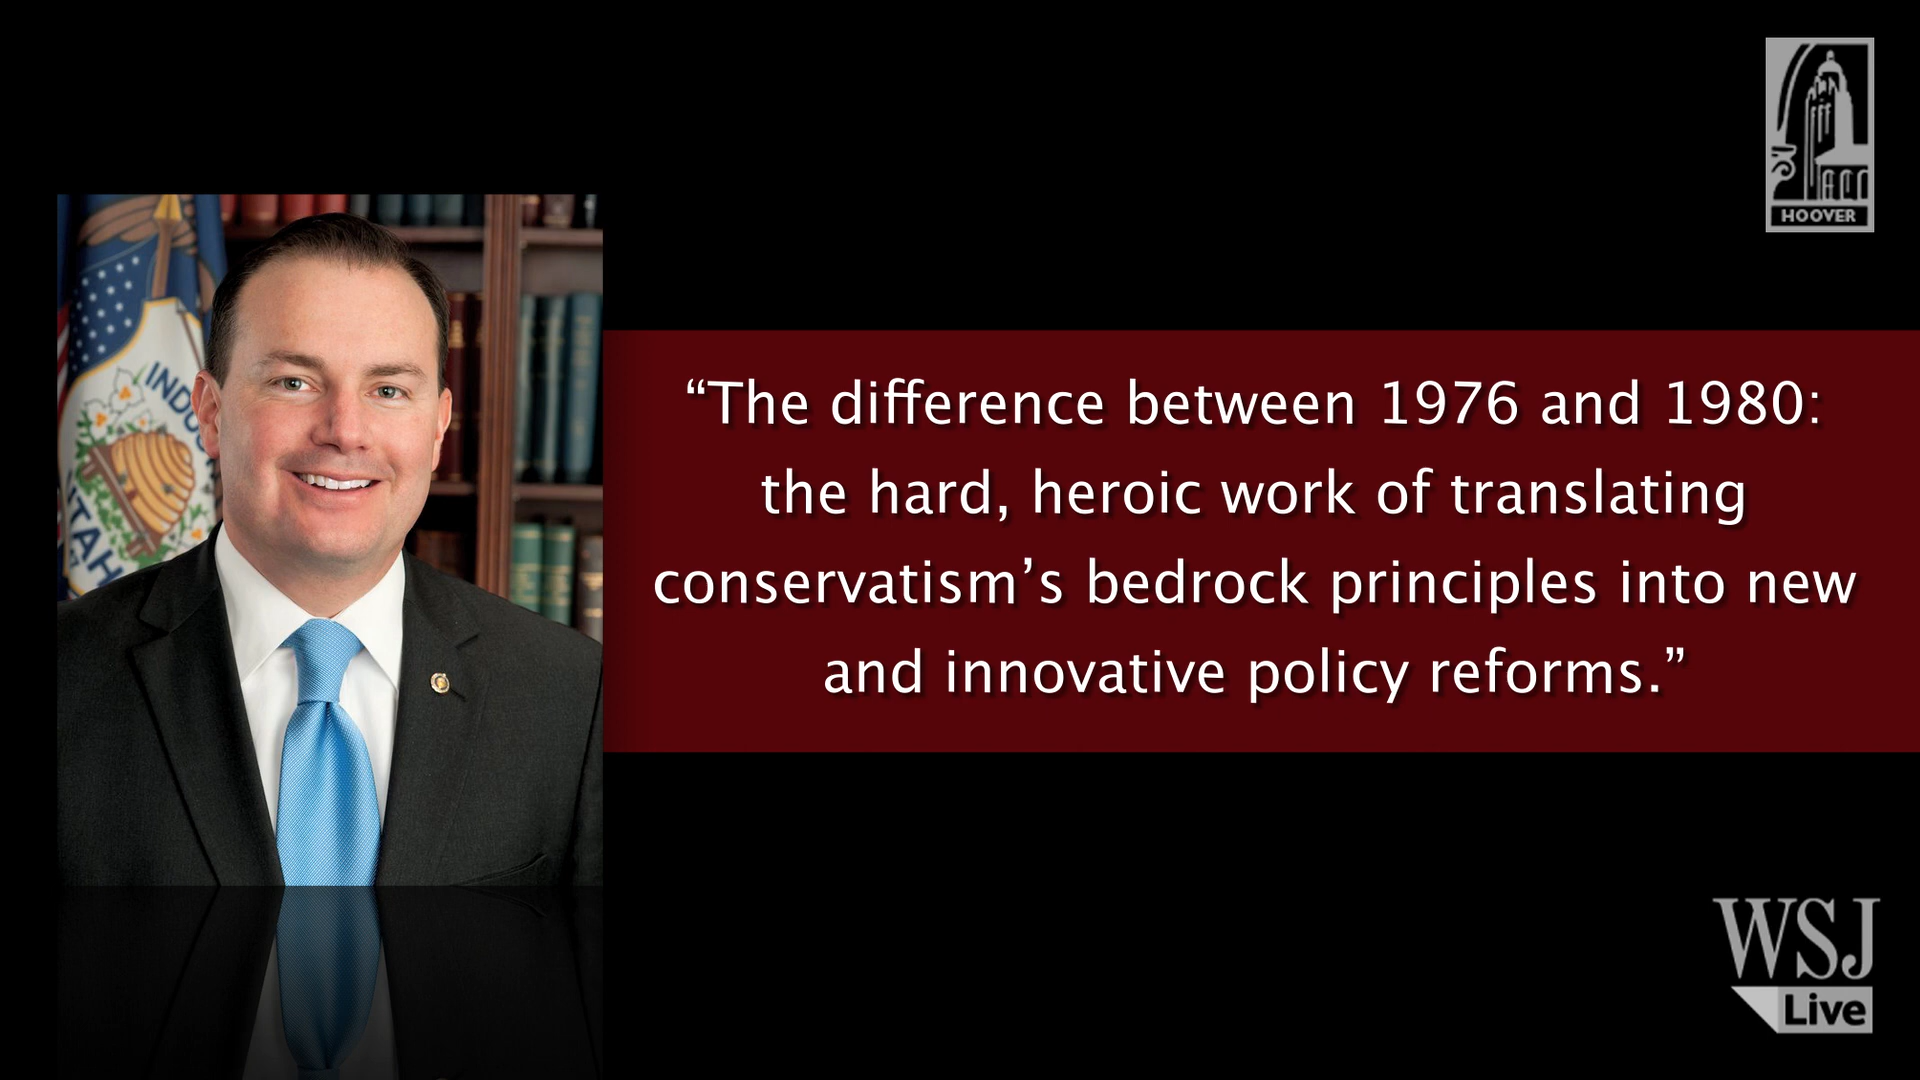 HOOVER
“The difference between 1976 and 1980:
the hard, heroic work of translating
conservatism’s bedrock principles into new
and innovative policy reforms.”
INDU
UTAH
WSJ
Live